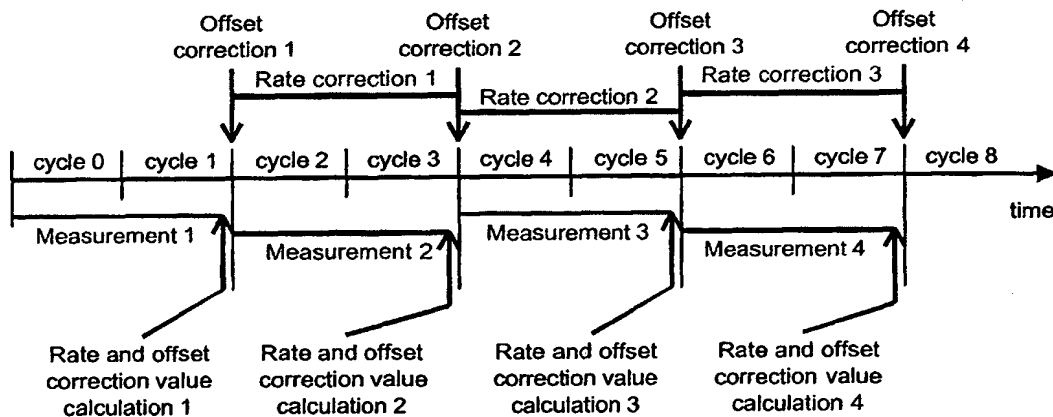 Offset
correction 1
Offset
correction 2
Offset
correction 3
Offset
correction 4
Rate correction 1
Rate correction 2
Rate correction 3
cycle 0
cycle 1
cycle 2
cycle 3
cycle 4
cycle 5
cycle 6
cycle 7
cycle 8
time
Measurement 1
Measurement 2
Measurement 3
Measurement 4
Rate and offset
correction value
calculation 1
Rate and offset
correction value
calculation 2
Rate and offset
correction value
calculation 3
Rate and offset
correction value
calculation 4